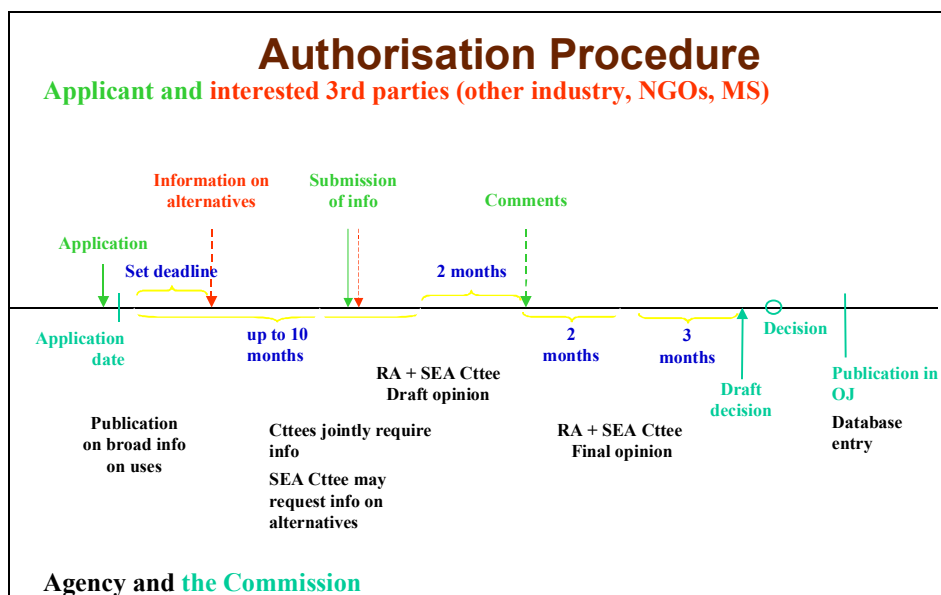 Authorisation Procedure
Applicant and interested 3rd parties (other industry, NGOs, MS)
Information on
alternatives
Submission
of info
Comments
Application
Set deadline
2 months
Application
date
up to 10
months
2
months
3
months
Decision
RA + SEA Cttee
Draft opinion
Draft
decision
Publication in
OJ
Publication
on broad info
on uses
Cttees jointly require
info
SEA Cttee may
request info on
alternatives
RA + SEA Cttee
Final opinion
Database
entry
Agency and the Commission